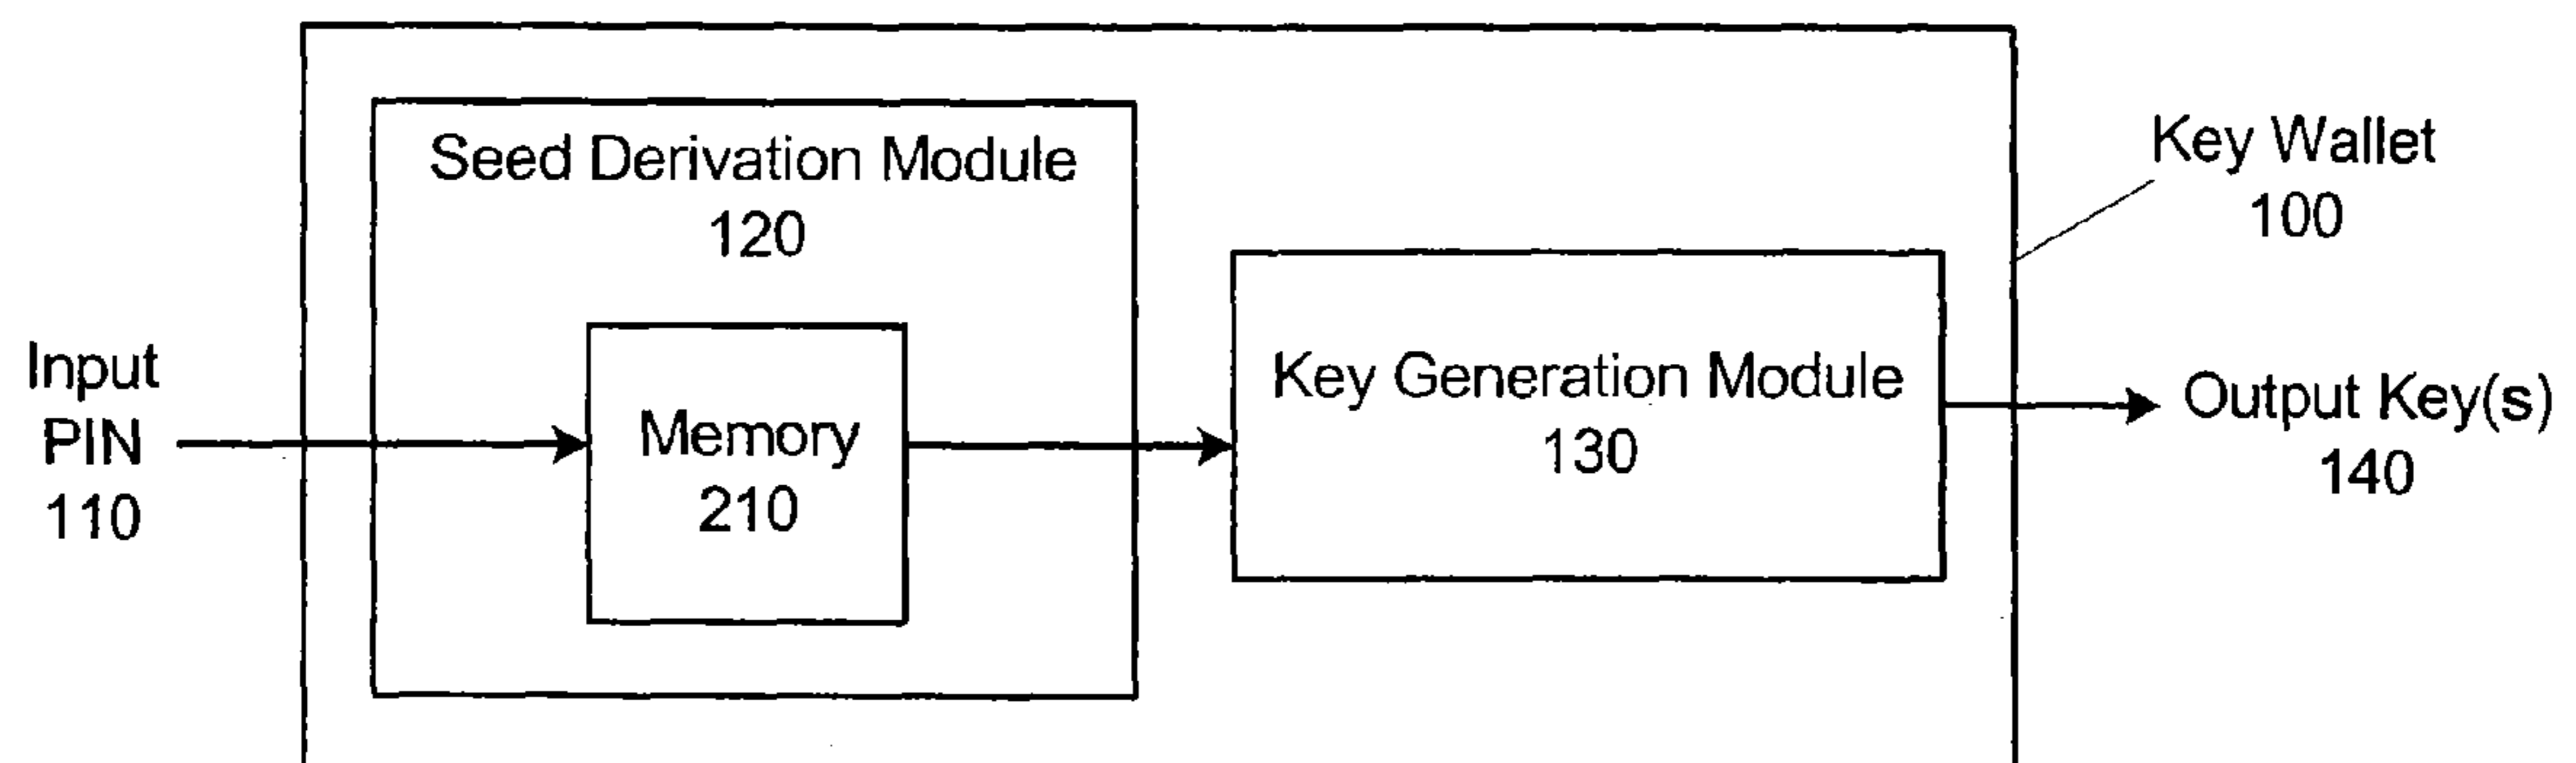 Seed Derivation Module
120
Key Wallet
100
Input
PIN
110
Memory
210
Key Generation Module
130
Output Key(s)
140